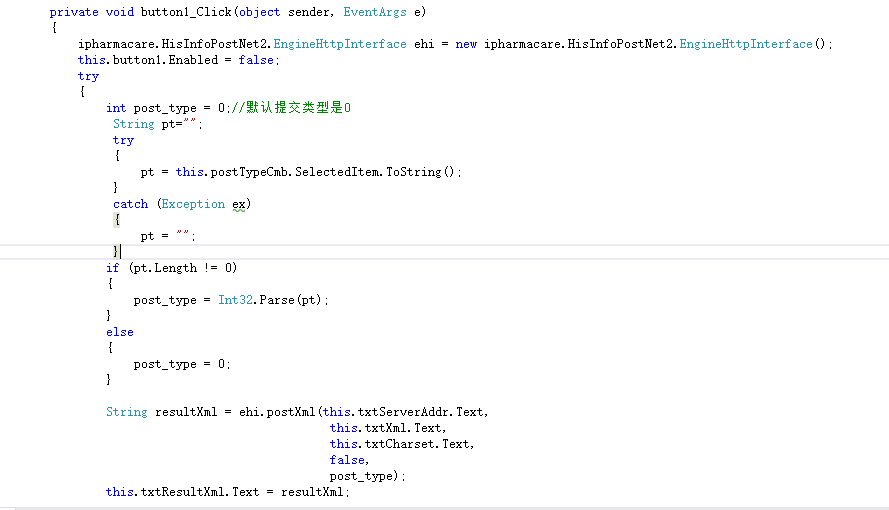 private void button1_Click(object sender, EventArgs e)
{
ipharmacare.HisInfoPostNet2.EngineHttpInterface ehi = new ipharmacare.HisInfoPostNet2.EngineHttpInterface();
this.button1.Enabled = false;
try
{
int post_type = 0;//默认提交类型是0
String pt="";
try
{
pt = this.postTypeCmb.SelectedItem.ToString();
}
catch (Exception ex)
{
pt = "";
}
if (pt.Length != 0)
{
post_type = Int32.Parse(pt);
}
else
{
post_type = 0;
}
String resultXml = ehi.postXml(this.txtServerAddr.Text,
this.txtXml.Text,
this.txtCharset.Text,
false,
post_type);
this.txtResultXml.Text = resultXml;